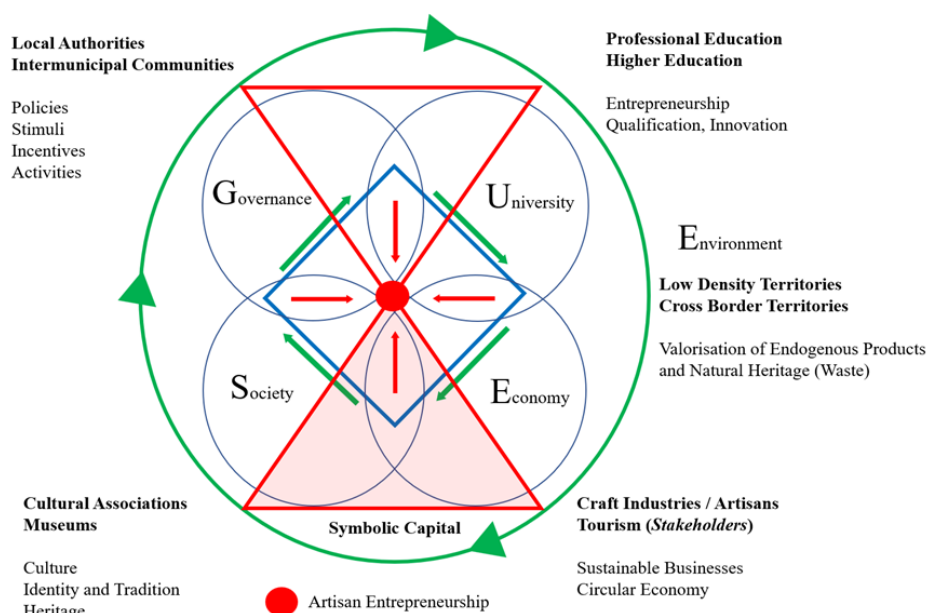 Local Authorities
Intermunicipal Communities
Policies
Stimuli
Incentives
Activities
Professional Education
Higher Education
Entrepreneurship
Qualification, Innovation
Governance
University
Environment
Low Density Territories
Cross Border Territories
Valorisation of Endogenous Products
and Natural Heritage (Waste)
Society
Economy
Cultural Associations
Museums
Culture
Identity and Tradition
Heritage
Symbolic Capital
Craft Industries / Artisans
Tourism (Stakeholders)
Sustainable Businesses
Circular Economy
Artisan Entrepreneurship